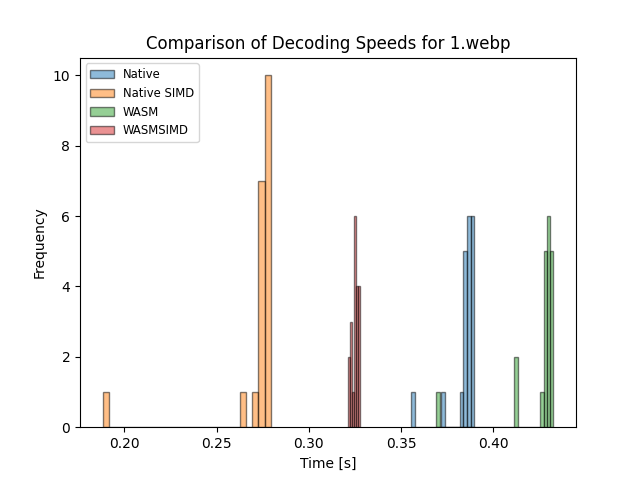 Comparison of Decoding Speeds for 1.webp
Native
Native SIMD
WASM
WASMSIMD
10
8
6
4
2
0
Frequency
0.20
0.25
0.30
0.35
0.40
Time [s]